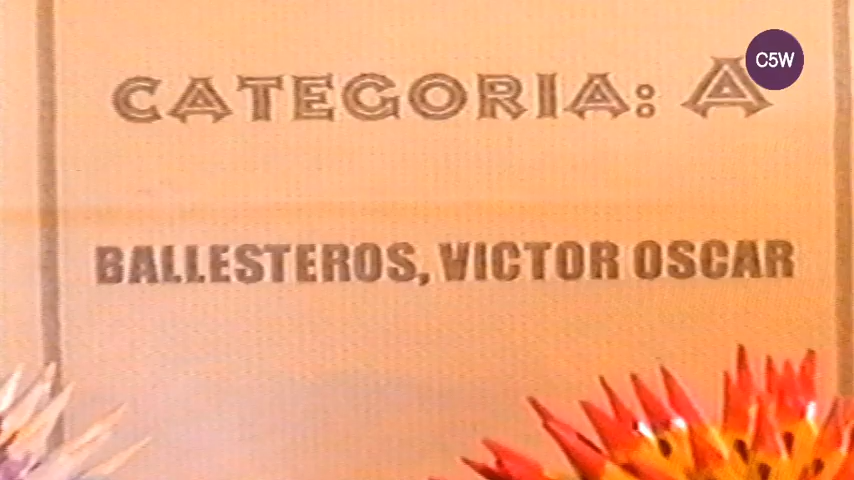 C5W
CATEGORIA: A
BALLESTEROS, VICTOR OSCAR